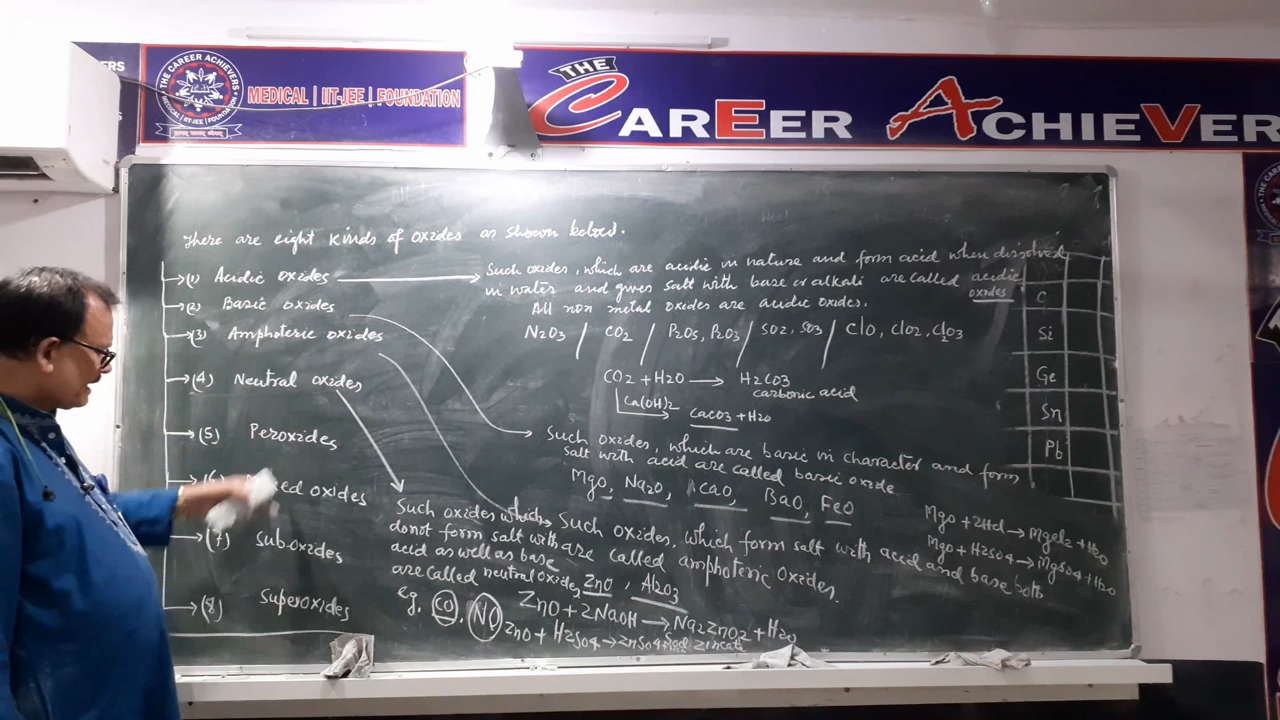 THE CAREER ACHIEVERS
MEDICAL | IIT-JEE | FOUNDATION
THE CAREER ACHIEVER
There are eight kinds of oxides as shown below.
(1) Acidic oxides
(2) Basic oxides
(3) Amphoteric oxides
(4) Neutral oxides
(5) Peroxides
oxides
(7) Suboxides
(8) Superoxides
Such oxides, which are acidic in nature and form acid when dissolved
in water and gives salt with base or alkali are called acidic
oxides.
All non metal oxides are acidic oxides.
N2O3 / CO2 / P2O5, P2O3 / SO2, SO3 / ClO, ClO2, Cl2O3
CO2 + H2O → H2CO3
carbonic acid
Ca(OH)2
CaCO3 + H2O
Such oxides, which are basic in character and form
salt with acid are called basic oxide.
MgO, Na2O, CaO, BaO, FeO
MgO + 2HCl → MgCl2 + H2O
MgO + H2SO4 → MgSO4 + H2O
Such oxides, which form salt with acid and base both
are called amphoteric oxides.
ZnO, Al2O3
ZnO + 2NaOH → Na2ZnO2 + H2O
Sod zincate
ZnO + H2SO4 → ZnSO4
Such oxides which
donot form salt with
acid as well as base
are called neutral oxides
eg, CO, NO
C
Si
Ge
Sn
Pb